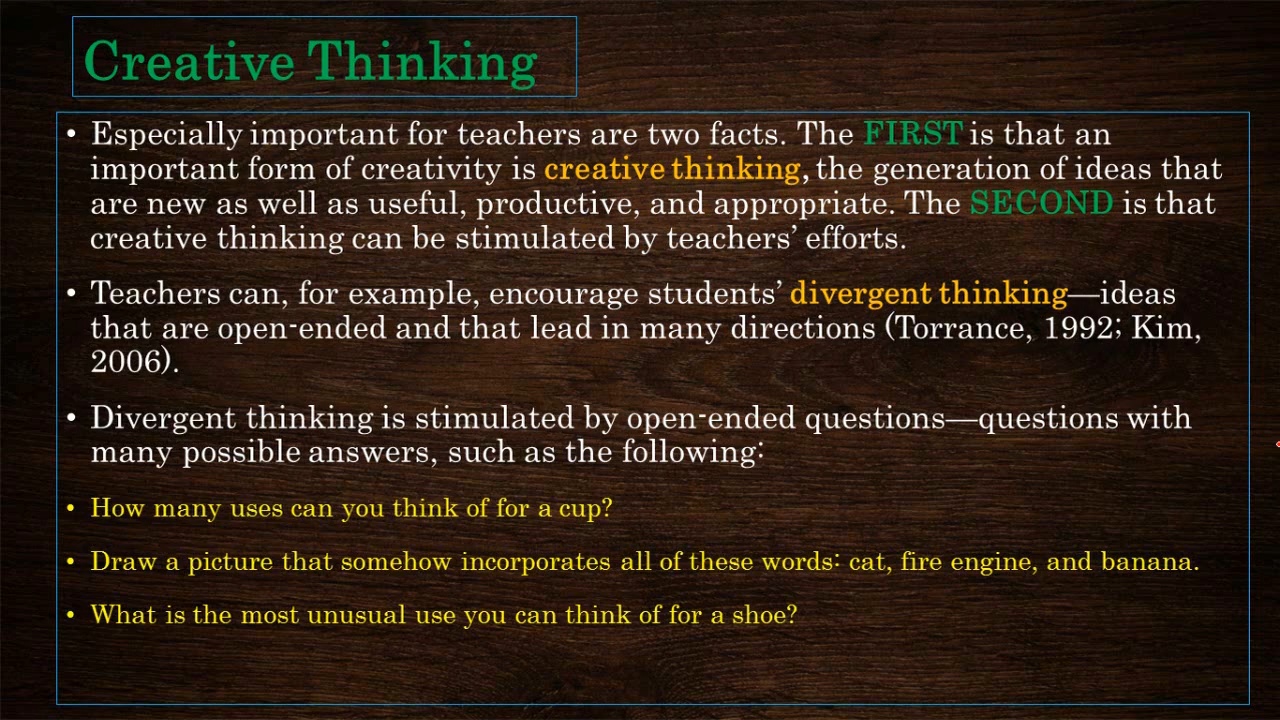 Creative Thinking
• Especially important for teachers are two facts. The FIRST is that an
important form of creativity is creative thinking, the generation of ideas that
are new as well as useful, productive, and appropriate. The SECOND is that
creative thinking can be stimulated by teachers’ efforts.
• Teachers can, for example, encourage students’ divergent thinking—ideas
that are open-ended and that lead in many directions (Torrance, 1992; Kim,
2006).
• Divergent thinking is stimulated by open-ended questions—questions with
many possible answers, such as the following:
• How many uses can you think of for a cup?
• Draw a picture that somehow incorporates all of these words: cat, fire engine, and banana.
• What is the most unusual use you can think of for a shoe?